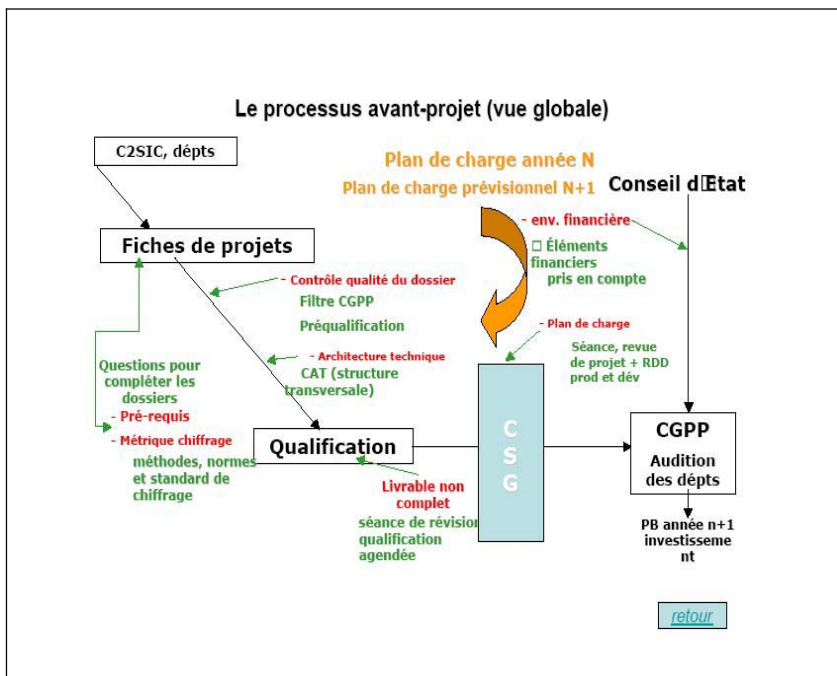 Le processus avant-projet (vue globale)
C2SIC, dépts
Plan de charge année N
Plan de charge prévisionnel N+1
Conseil d□Etat
- env. financière
Fiches de projets
□ Éléments
financiers
pris en compte
- Contrôle qualité du dossier
Filtre CGPP
Préqualification
- Plan de charge
Séance, revue
de projet + RDD
prod et dév
- Architecture technique
CAT (structure
transversale)
Questions pour
compléter les
dossiers
- Pré-requis
- Métrique chiffrage
méthodes, normes
et standard de
chiffrage
Qualification
C
S
G
CGPP
Audition
des dépts
Livrable non
complet
séance de révision
qualification
agendée
PB année n+1
investisseme
nt
retour